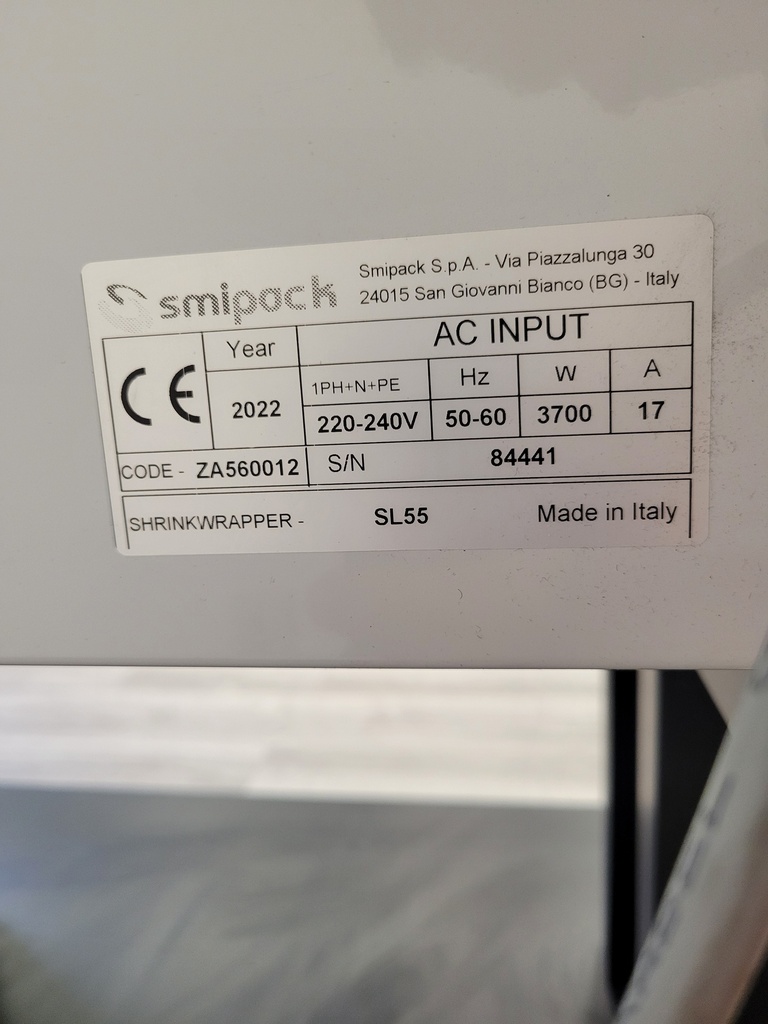 smipack
Smipack S.p.A. - Via Piazzalunga 30
24015 San Giovanni Bianco (BG) - Italy
CE
Year
2022
AC INPUT
1PH+N+PE Hz W A
220-240V 50-60 3700 17
CODE - ZA560012 S/N 84441
SHRINKWRAPPER - SL55 Made in Italy